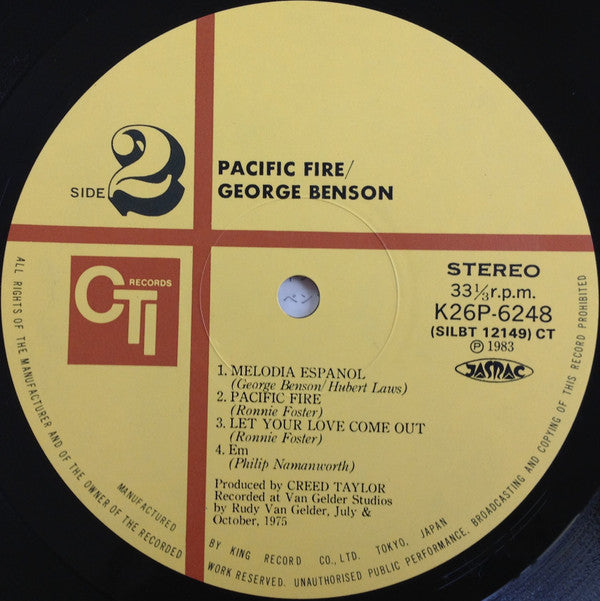 SIDE 2
PACIFIC FIRE/
GEORGE BENSON
CTI RECORDS
STEREO
33⅓r.p.m.
K26P-6248
(SILBT 12149) CT
Ⓟ 1983
JASRAC
ペン
1. MELODIA ESPANOL
(George Benson/Hubert Laws)
2. PACIFIC FIRE
(Ronnie Foster)
3. LET YOUR LOVE COME OUT
(Ronnie Foster)
4. Em
(Philip Namanworth)
Produced by CREED TAYLOR
Recorded at Van Gelder Studios
by Rudy Van Gelder, July &
October, 1975
ALL RIGHTS OF THE MANUFACTURER AND OF THE OWNER OF THE RECORDED WORK RESERVED. UNAUTHORISED PUBLIC PERFORMANCE, BROADCASTING AND COPYING OF THIS RECORD PROHIBITED
MANUFACTURED BY KING RECORD CO., LTD. TOKYO, JAPAN